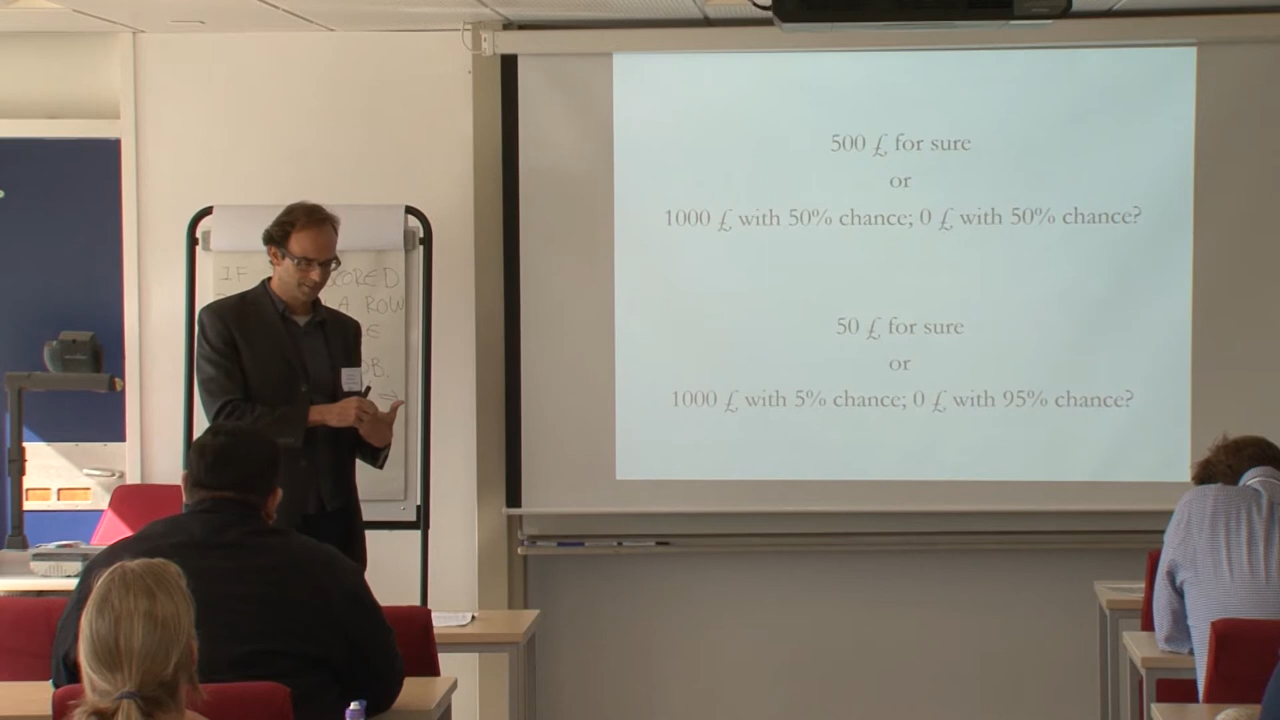 500 £ for sure
or
1000 £ with 50% chance; 0 £ with 50% chance?
50 £ for sure
or
1000 £ with 5% chance; 0 £ with 95% chance?
IF
A ROW